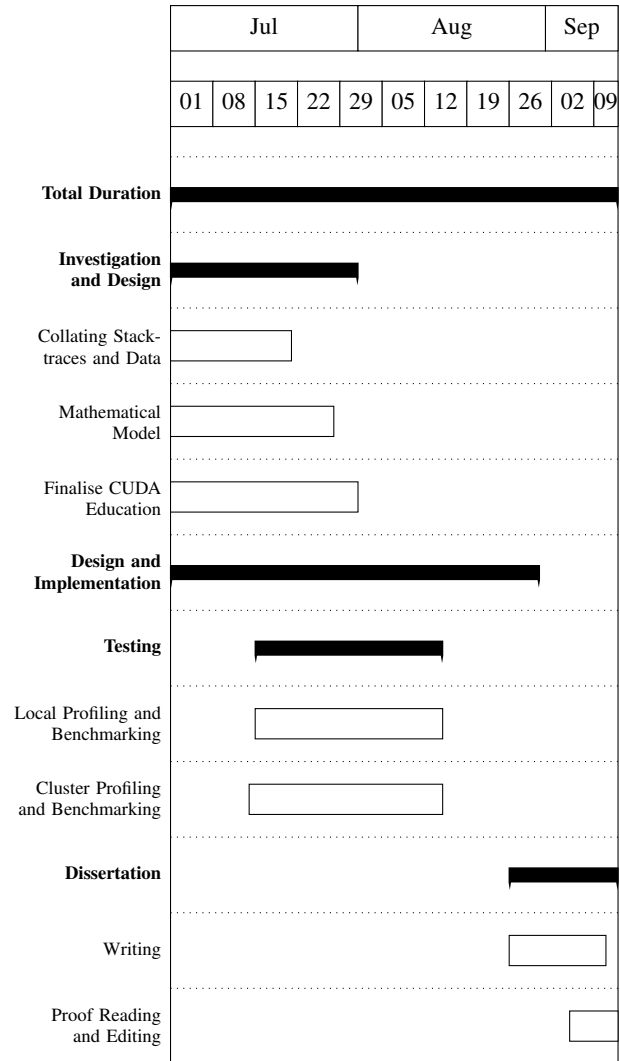 Jul Aug Sep
01 08 15 22 29 05 12 19 26 02 09
Total Duration
Investigation
and Design
Collating Stack-
traces and Data
Mathematical
Model
Finalise CUDA
Education
Design and
Implementation
Testing
Local Profiling and
Benchmarking
Cluster Profiling
and Benchmarking
Dissertation
Writing
Proof Reading
and Editing